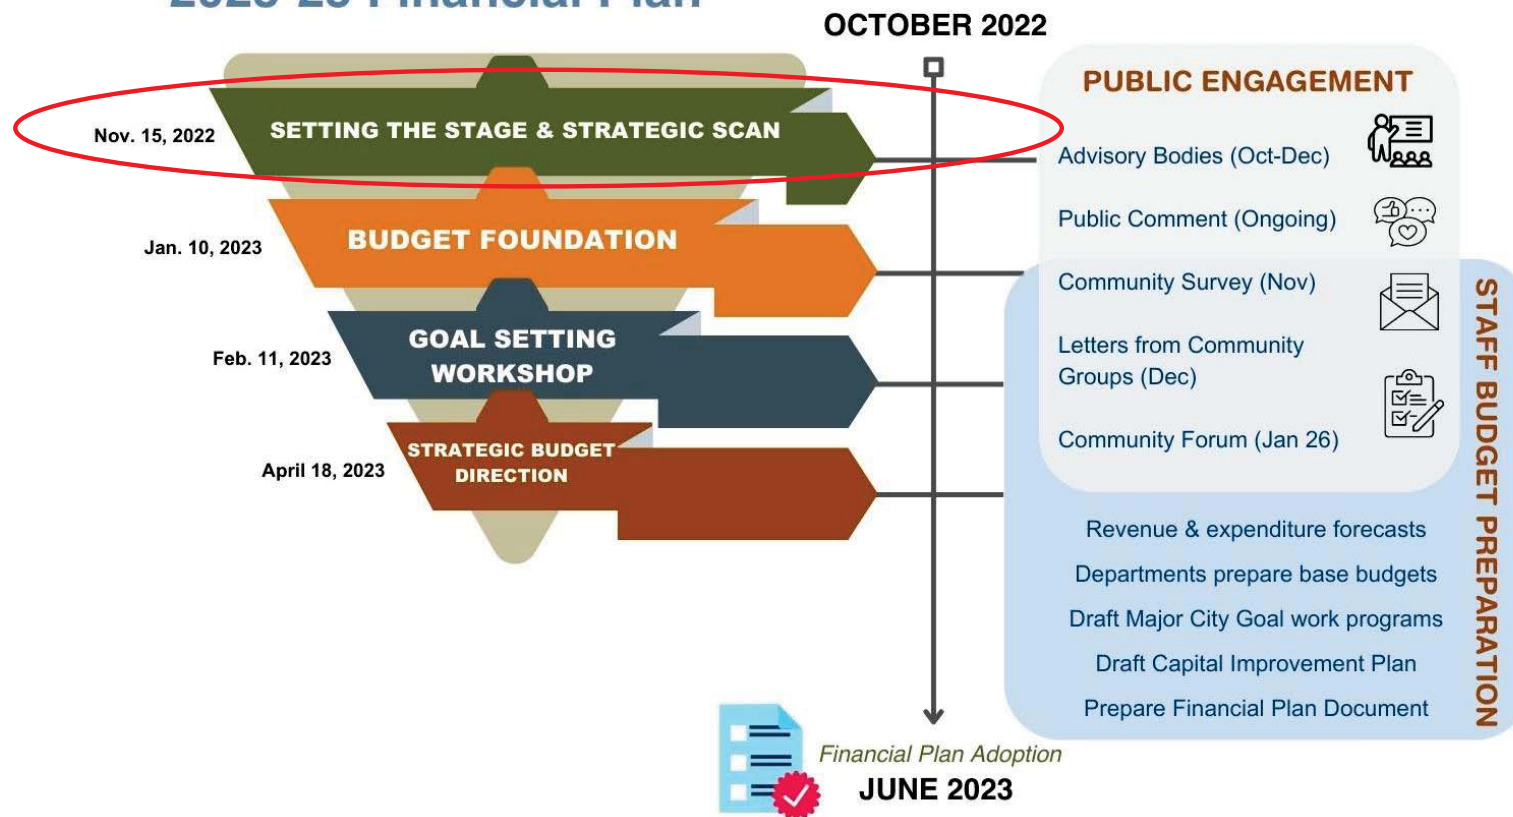 OCTOBER 2022
Nov. 15, 2022
SETTING THE STAGE & STRATEGIC SCAN
Jan. 10, 2023
BUDGET FOUNDATION
Feb. 11, 2023
GOAL SETTING
WORKSHOP
April 18, 2023
STRATEGIC BUDGET
DIRECTION
PUBLIC ENGAGEMENT
Advisory Bodies (Oct-Dec)
Public Comment (Ongoing)
Community Survey (Nov)
Letters from Community
Groups (Dec)
Community Forum (Jan 26)
STAFF BUDGET PREPARATION
Revenue & expenditure forecasts
Departments prepare base budgets
Draft Major City Goal work programs
Draft Capital Improvement Plan
Prepare Financial Plan Document
Financial Plan Adoption
JUNE 2023